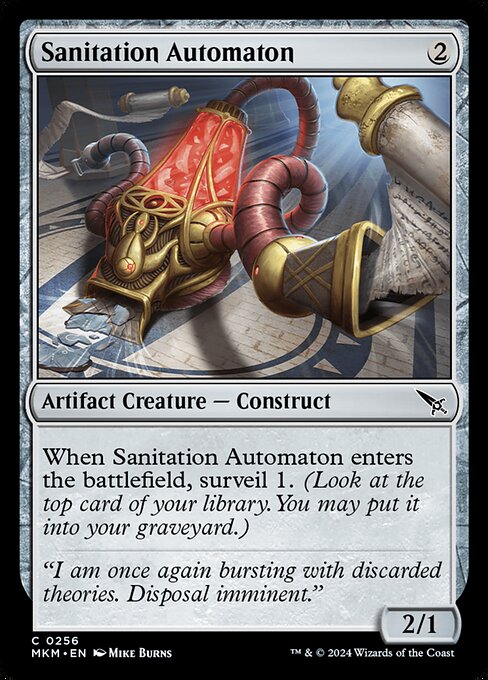 Sanitation Automaton 2
Artifact Creature — Construct
When Sanitation Automaton enters
the battlefield, surveil 1. (Look at the
top card of your library. You may put it
into your graveyard.)
“I am once again bursting with discarded
theories. Disposal imminent.”
2/1
C 0256
MKM • EN Mike Burns
™ & © 2024 Wizards of the Coast